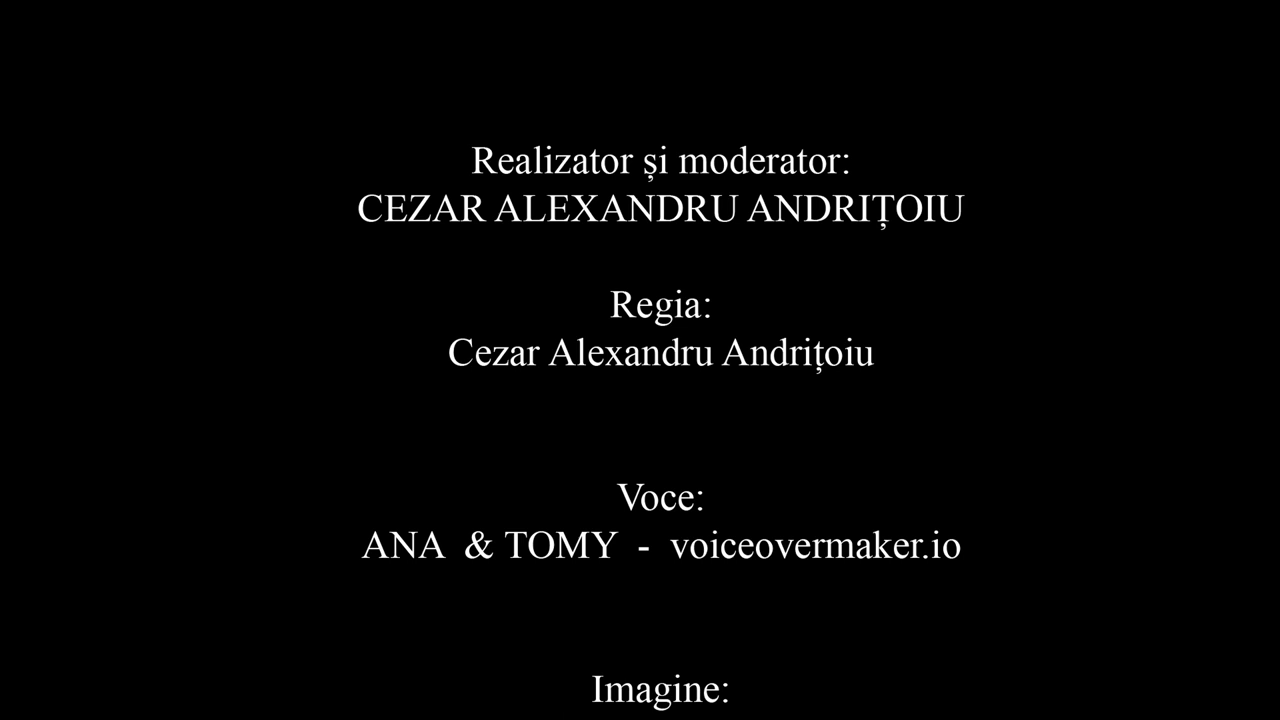 Realizator și moderator:
CEZAR ALEXANDRU ANDRIȚOIU
Regia:
Cezar Alexandru Andrițoiu
Voce:
ANA & TOMY - voiceovermaker.io
Imagine: